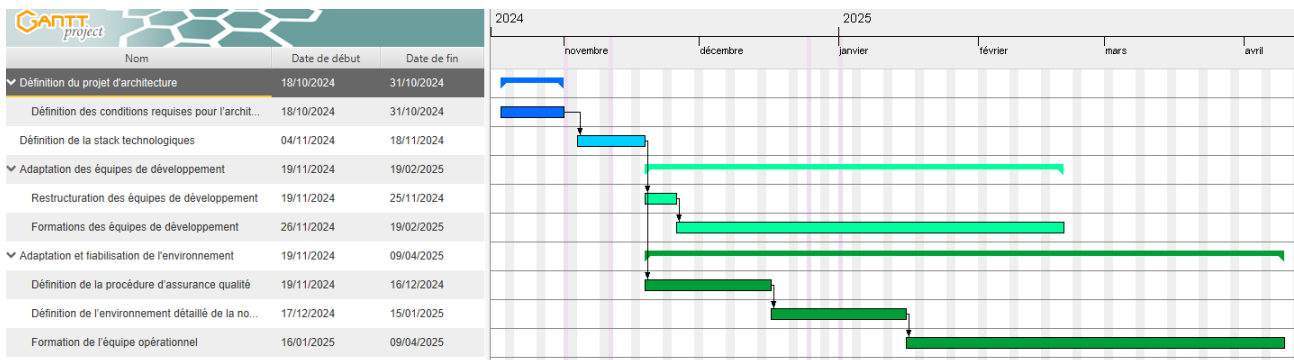 GANTT
project
2024 2025
novembre décembre janvier février mars avril
Nom Date de début Date de fin
Définition du projet d'architecture 18/10/2024 31/10/2024
Définition des conditions requises pour l'archit... 18/10/2024 31/10/2024
Définition de la stack technologiques 04/11/2024 18/11/2024
Adaptation des équipes de développement 19/11/2024 19/02/2025
Restructuration des équipes de développement 19/11/2024 25/11/2024
Formations des équipes de développement 26/11/2024 19/02/2025
Adaptation et fiabilisation de l'environnement 19/11/2024 09/04/2025
Définition de la procédure d'assurance qualité 19/11/2024 16/12/2024
Définition de l'environnement détaillé de la no... 17/12/2024 15/01/2025
Formation de l'équipe opérationnel 16/01/2025 09/04/2025